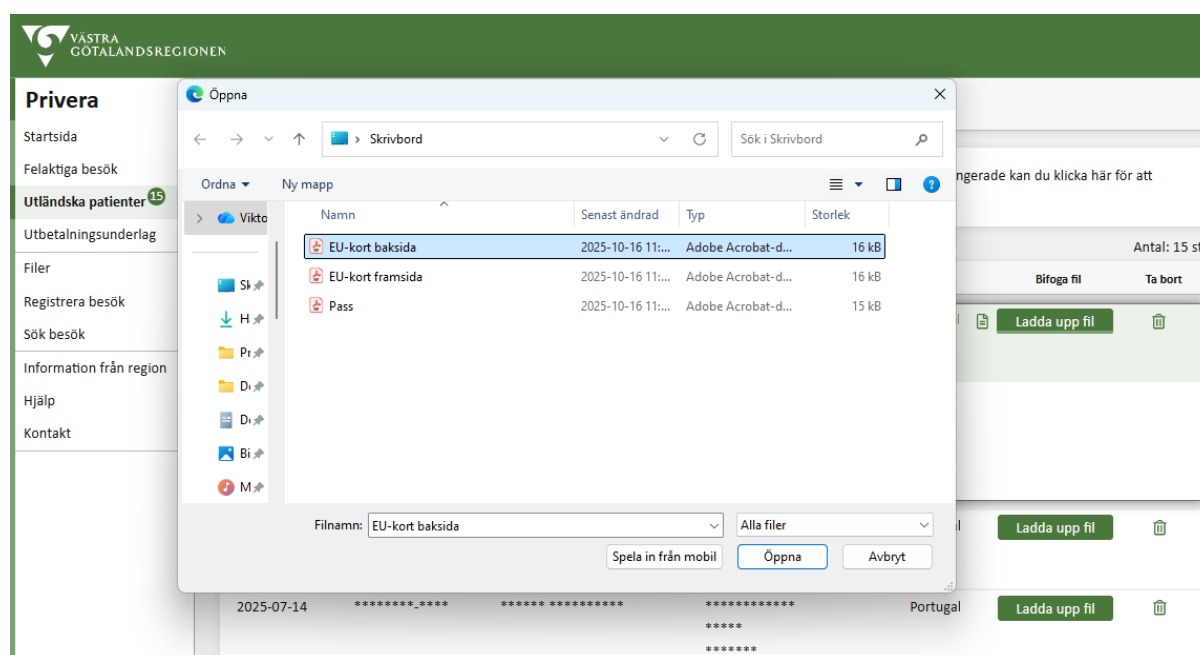 VÄSTRA
GÖTALANDSREGIONEN
Privera
Startsida
Felaktiga besök
Utländska patienter 15
Utbetalningsunderlag
Filer
Registrera besök
Sök besök
Information från region
Hjälp
Kontakt
Öppna
Skrivbord
Sök i Skrivbord
Ordna
Ny mapp
Namn Senast ändrad Typ Storlek
EU-kort baksida 2025-10-16 11:... Adobe Acrobat-d... 16 kB
EU-kort framsida 2025-10-16 11:... Adobe Acrobat-d... 16 kB
Pass 2025-10-16 11:... Adobe Acrobat-d... 15 kB
Vikto
Sk
H
Pr
Bi
M
Filnamn: EU-kort baksida Alla filer
Spela in från mobil Öppna Avbryt
ngerade kan du klicka här för att
Antal: 15 st
Bifoga fil Ta bort
Ladda upp fil
Ladda upp fil
2025-07-14 ********-**** ****** ********** ************ Portugal Ladda upp fil
*****
*******